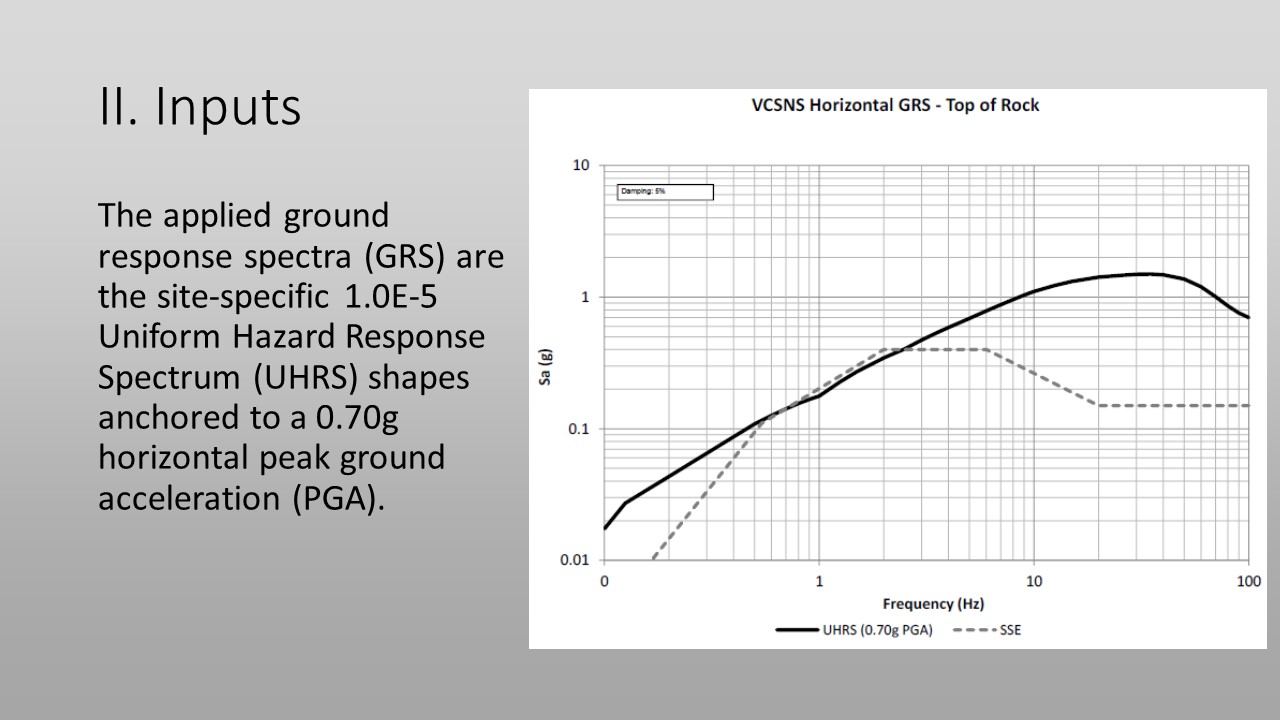 II. Inputs
The applied ground
response spectra (GRS) are
the site-specific 1.0E-5
Uniform Hazard Response
Spectrum (UHRS) shapes
anchored to a 0.70g
horizontal peak ground
acceleration (PGA).
VCSNS Horizontal GRS - Top of Rock
Damping: 5%
10
1
0.1
0.01
Sa (g)
0 1 10 100
Frequency (Hz)
UHRS (0.70g PGA) SSE